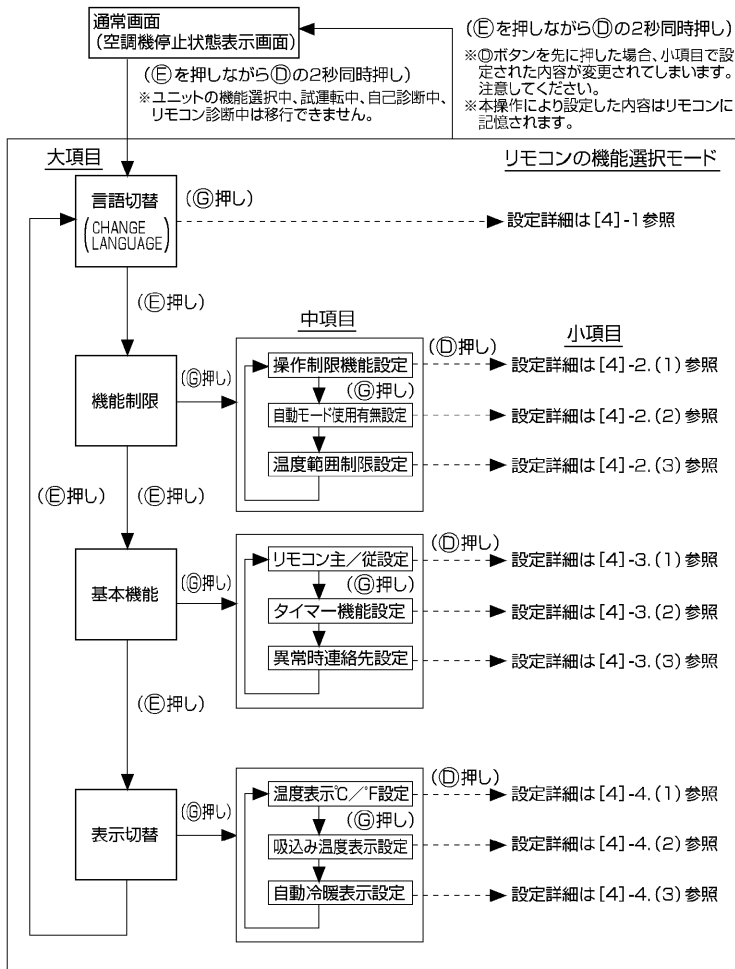 通常画面
(空調機停止状態表示画面)
(Ⓔを押しながらⒹの2秒同時押し)
※Ⓓボタンを先に押した場合、小項目で設
定された内容が変更されてしまいます。
注意してください。
※本操作により設定した内容はリモコンに
記憶されます。
(Ⓔを押しながらⒹの2秒同時押し)
※ユニットの機能選択中、試運転中、自己診断中、
リモコン診断中は移行できません。
大項目
リモコンの機能選択モード
言語切替
(CHANGE
LANGUAGE)
(Ⓖ押し)
設定詳細は[4]-1参照
(Ⓔ押し)
中項目
小項目
機能制限
(Ⓖ押し)
操作制限機能設定
(Ⓓ押し)
設定詳細は[4]-2.(1)参照
(Ⓖ押し)
自動モード使用有無設定
設定詳細は[4]-2.(2)参照
温度範囲制限設定
設定詳細は[4]-2.(3)参照
(Ⓔ押し)
(Ⓔ押し)
基本機能
(Ⓖ押し)
リモコン主/従設定
(Ⓓ押し)
設定詳細は[4]-3.(1)参照
(Ⓖ押し)
タイマー機能設定
設定詳細は[4]-3.(2)参照
異常時連絡先設定
設定詳細は[4]-3.(3)参照
(Ⓔ押し)
表示切替
(Ⓖ押し)
温度表示℃/°F設定
(Ⓓ押し)
設定詳細は[4]-4.(1)参照
(Ⓖ押し)
吸込み温度表示設定
設定詳細は[4]-4.(2)参照
自動冷暖表示設定
設定詳細は[4]-4.(3)参照